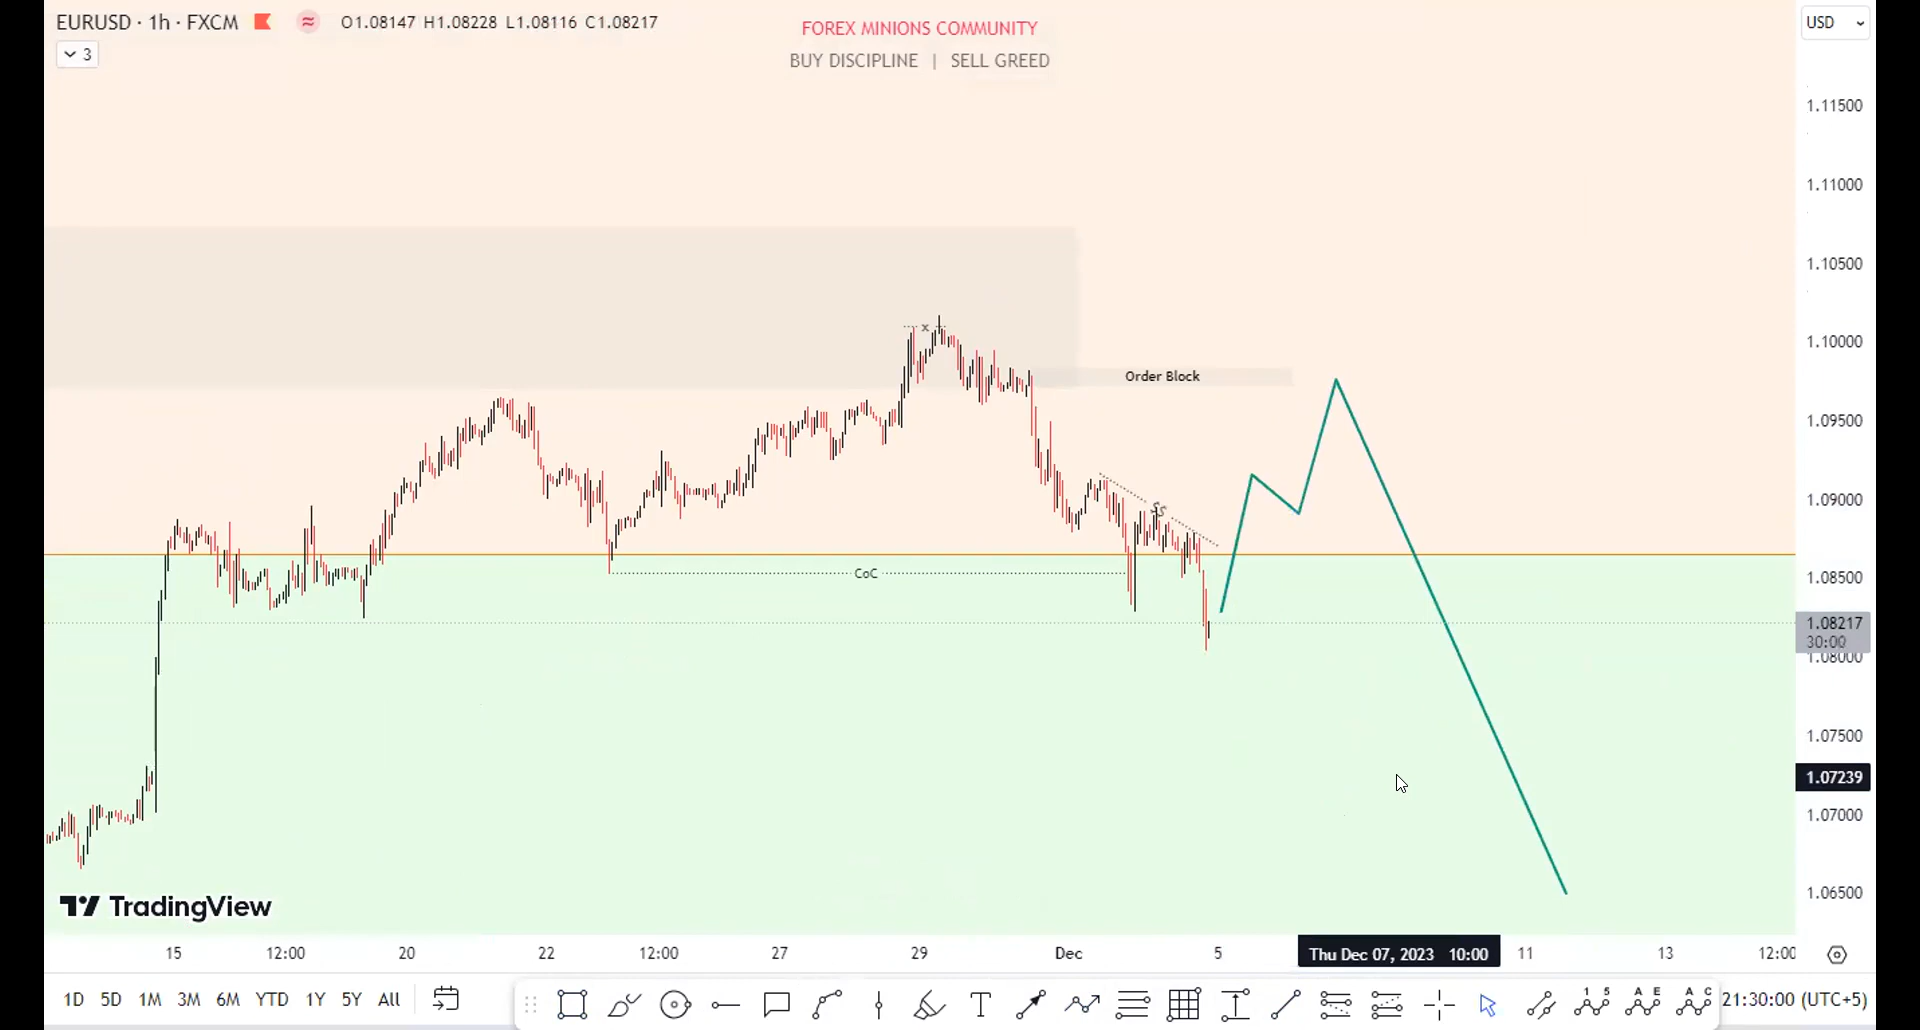 EURUSD · 1h · FXCM O1.08147 H1.08228 L1.08116 C1.08217
3
FOREX MINIONS COMMUNITY
BUY DISCIPLINE | SELL GREED
USD
1.11500
1.11000
1.10500
1.10000
1.09500
1.09000
1.08500
1.08217
30:00
1.08000
1.07500
1.07239
1.07000
1.06500
x
Order Block
$$
CoC
TradingView
15 12:00 20 22 12:00 27 29 Dec 5 Thu Dec 07, 2023 10:00 11 13 12:00
1D 5D 1M 3M 6M YTD 1Y 5Y All
T
1 5
A E
A C
21:30:00 (UTC+5)